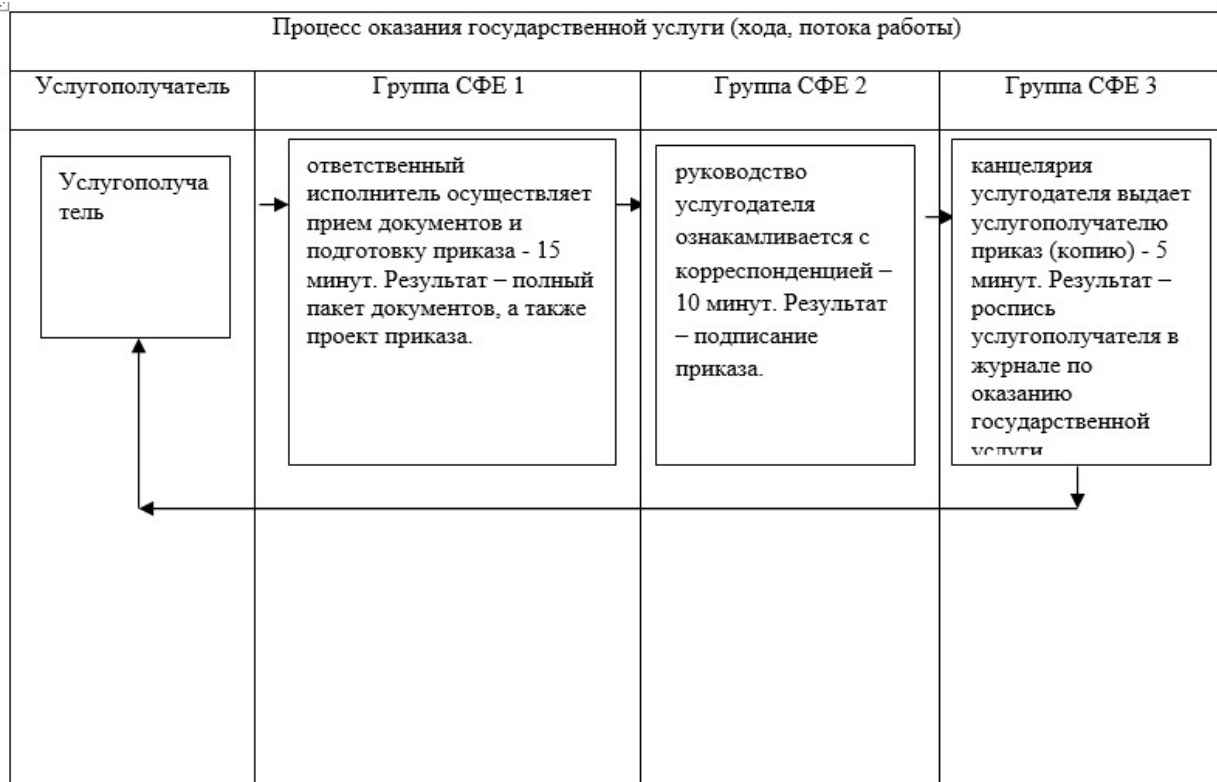 Процесс оказания государственной услуги (хода, потока работы)
Услугополучатель
Группа СФЕ 1
Группа СФЕ 2
Группа СФЕ 3
Услугополуча
тель
ответственный
исполнитель осуществляет
прием документов и
подготовку приказа - 15
минут. Результат – полный
пакет документов, а также
проект приказа.
руководство
услугодателя
ознакамливается с
корреспонденцией –
10 минут. Результат
– подписание
приказа.
канцелярия
услугодателя выдает
услугополучателю
приказ (копию) - 5
минут. Результат –
роспись
услугополучателя в
журнале по
оказанию
государственной
услуги